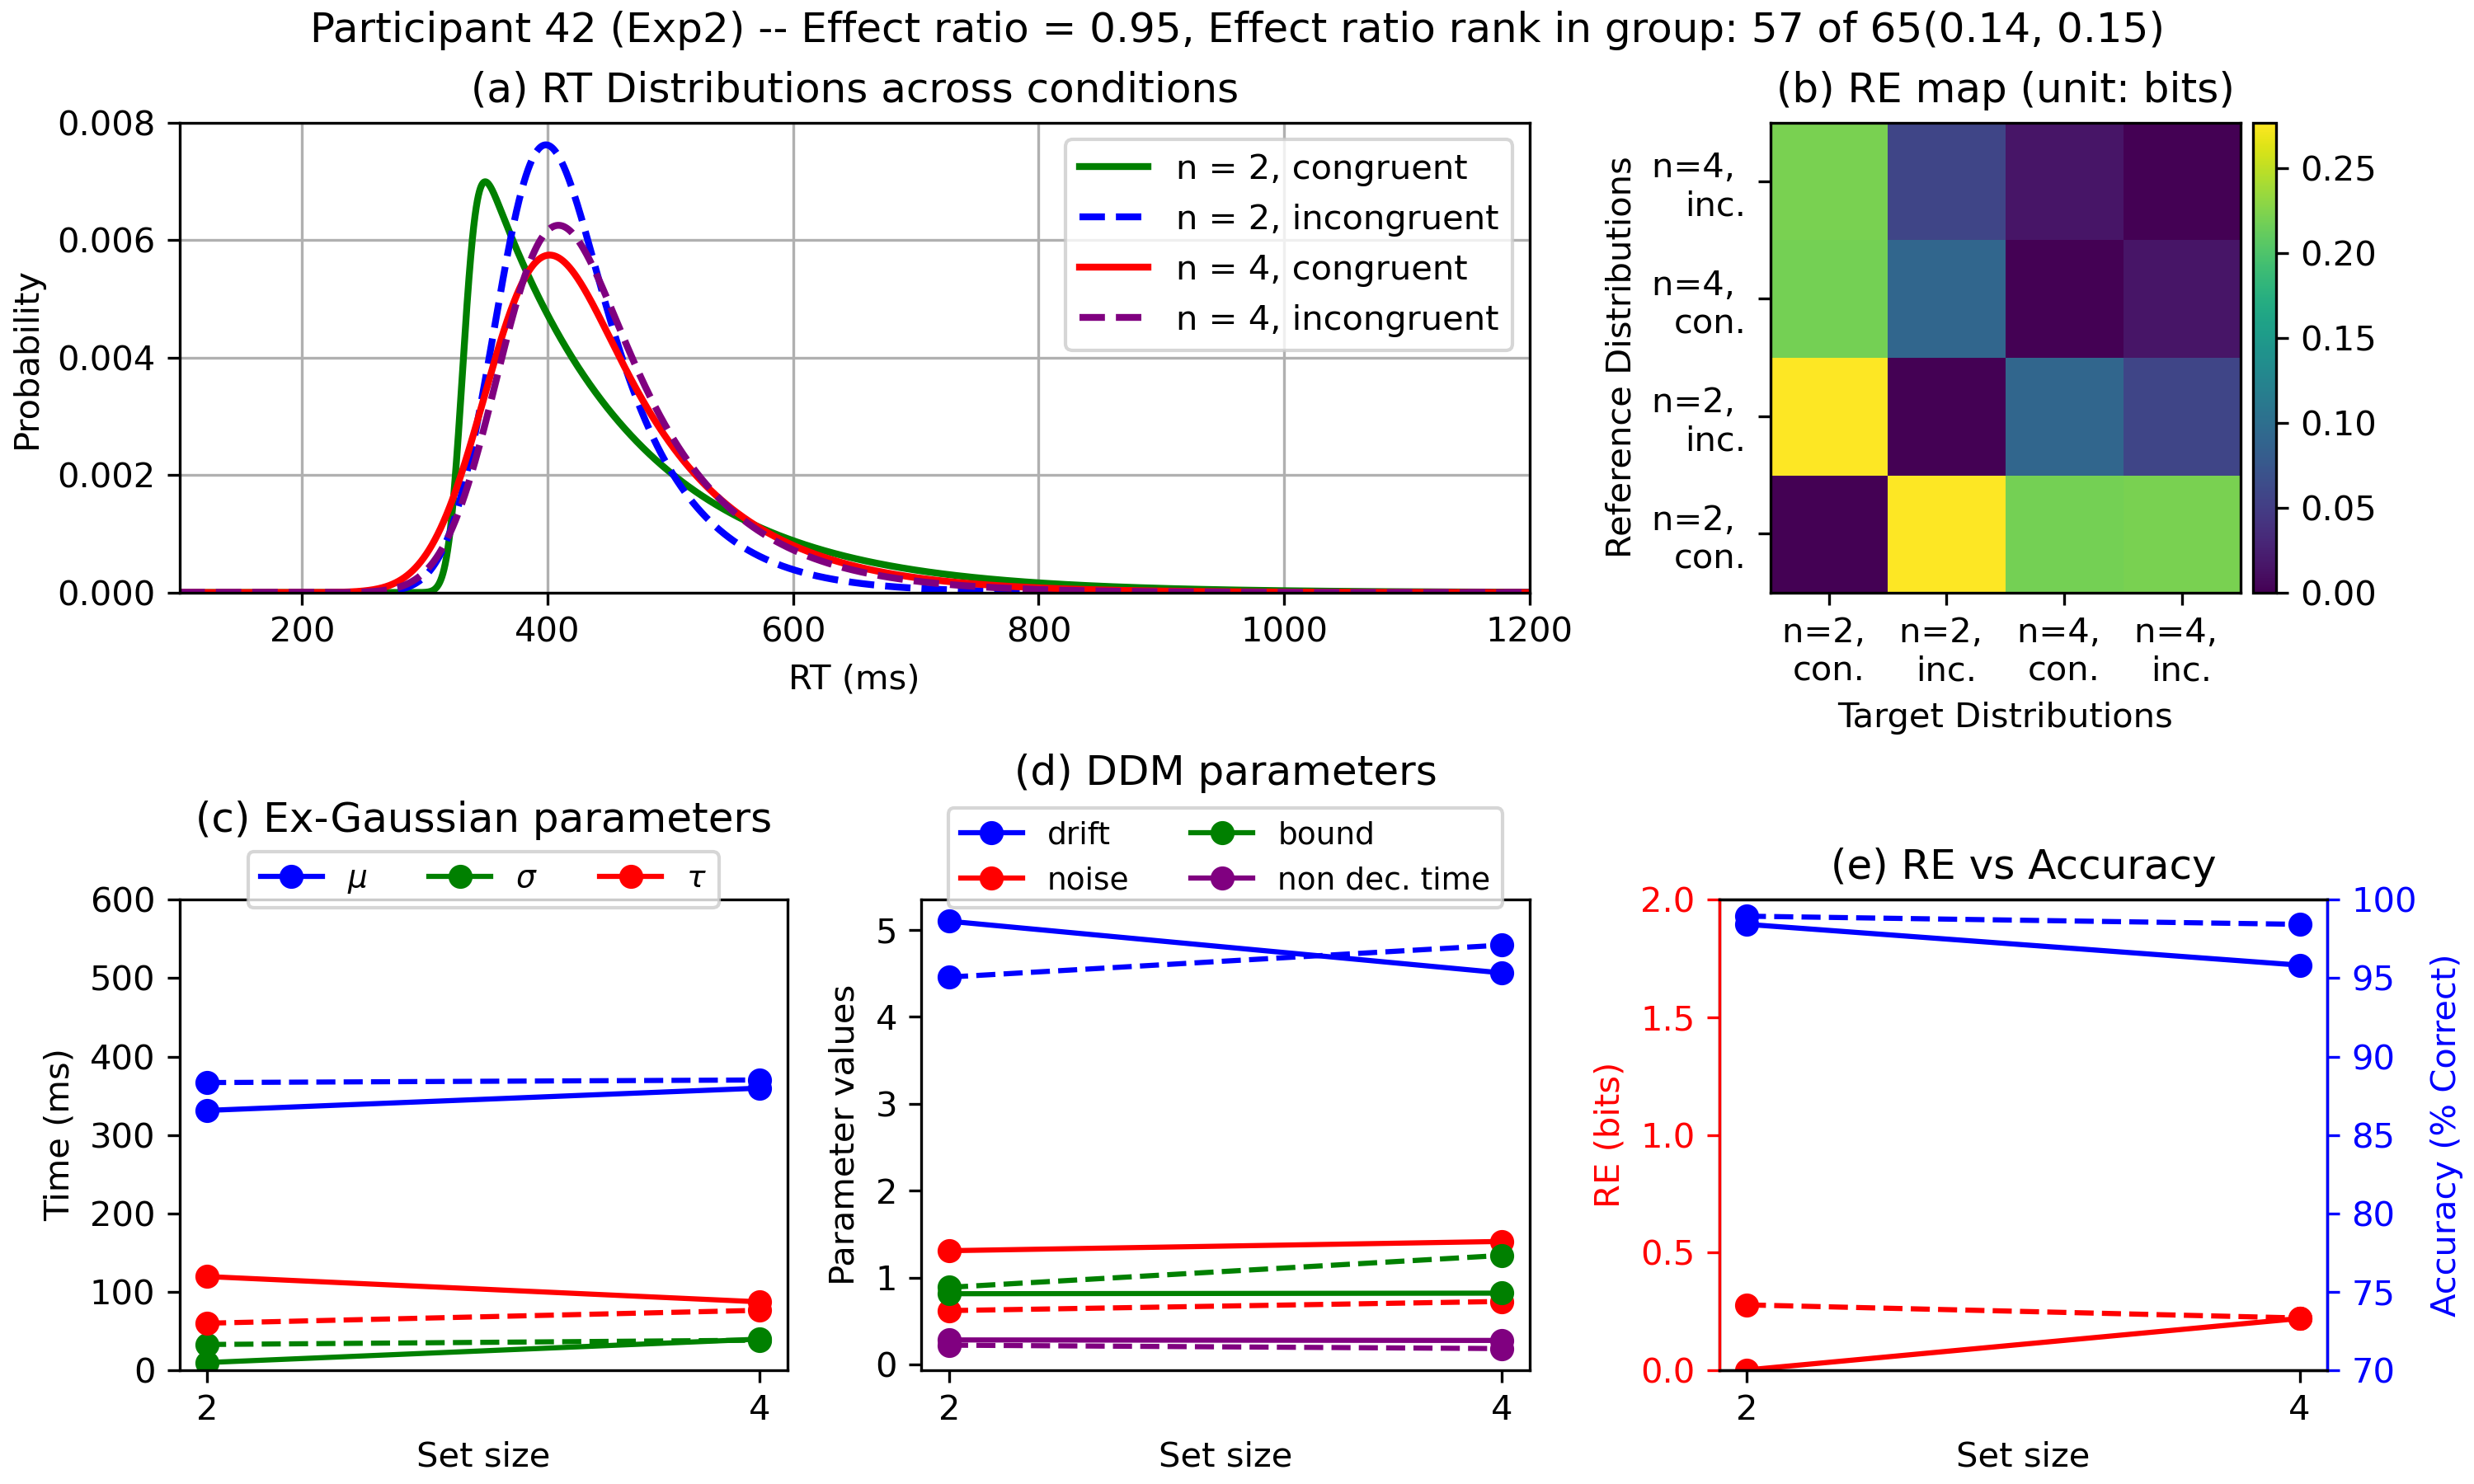 Participant 42 (Exp2) -- Effect ratio = 0.95, Effect ratio rank in group: 57 of 65(0.14, 0.15)
(a) RT Distributions across conditions
0.008
0.006
0.004
0.002
0.000
Probability
200 400 600 800 1000 1200
RT (ms)
n = 2, congruent
n = 2, incongruent
n = 4, congruent
n = 4, incongruent
(b) RE map (unit: bits)
Reference Distributions
n=4,
inc.
n=4,
con.
n=2,
inc.
n=2,
con.
n=2, n=2, n=4, n=4,
con. inc. con. inc.
Target Distributions
0.25
0.20
0.15
0.10
0.05
0.00
(c) Ex-Gaussian parameters
μ σ τ
600
500
400
300
200
100
0
Time (ms)
2 4
Set size
(d) DDM parameters
drift bound
noise non dec. time
5
4
3
2
1
0
Parameter values
2 4
Set size
(e) RE vs Accuracy
2.0
1.5
1.0
0.5
0.0
RE (bits)
100
95
90
85
80
75
70
Accuracy (% Correct)
2 4
Set size